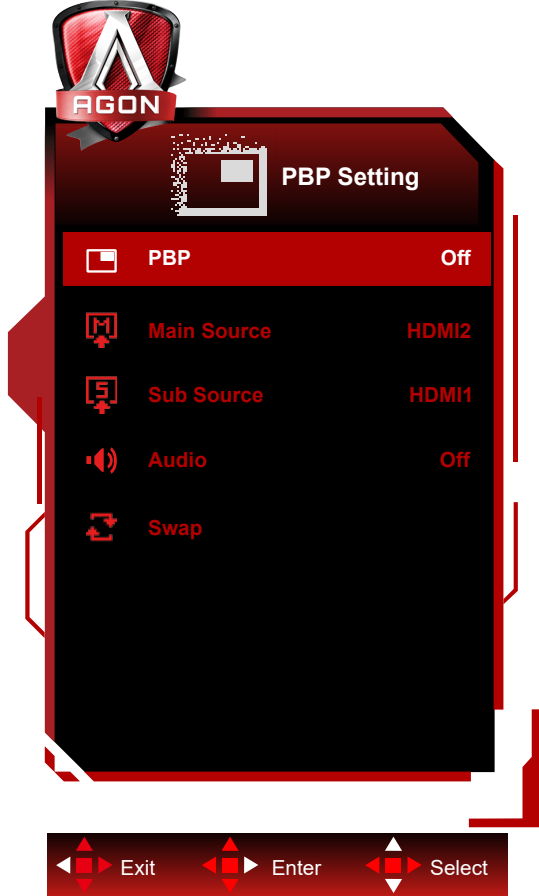 AGON
PBP Setting
PBP Off
Main Source HDMI2
Sub Source HDMI1
Audio Off
Swap
Exit Enter Select